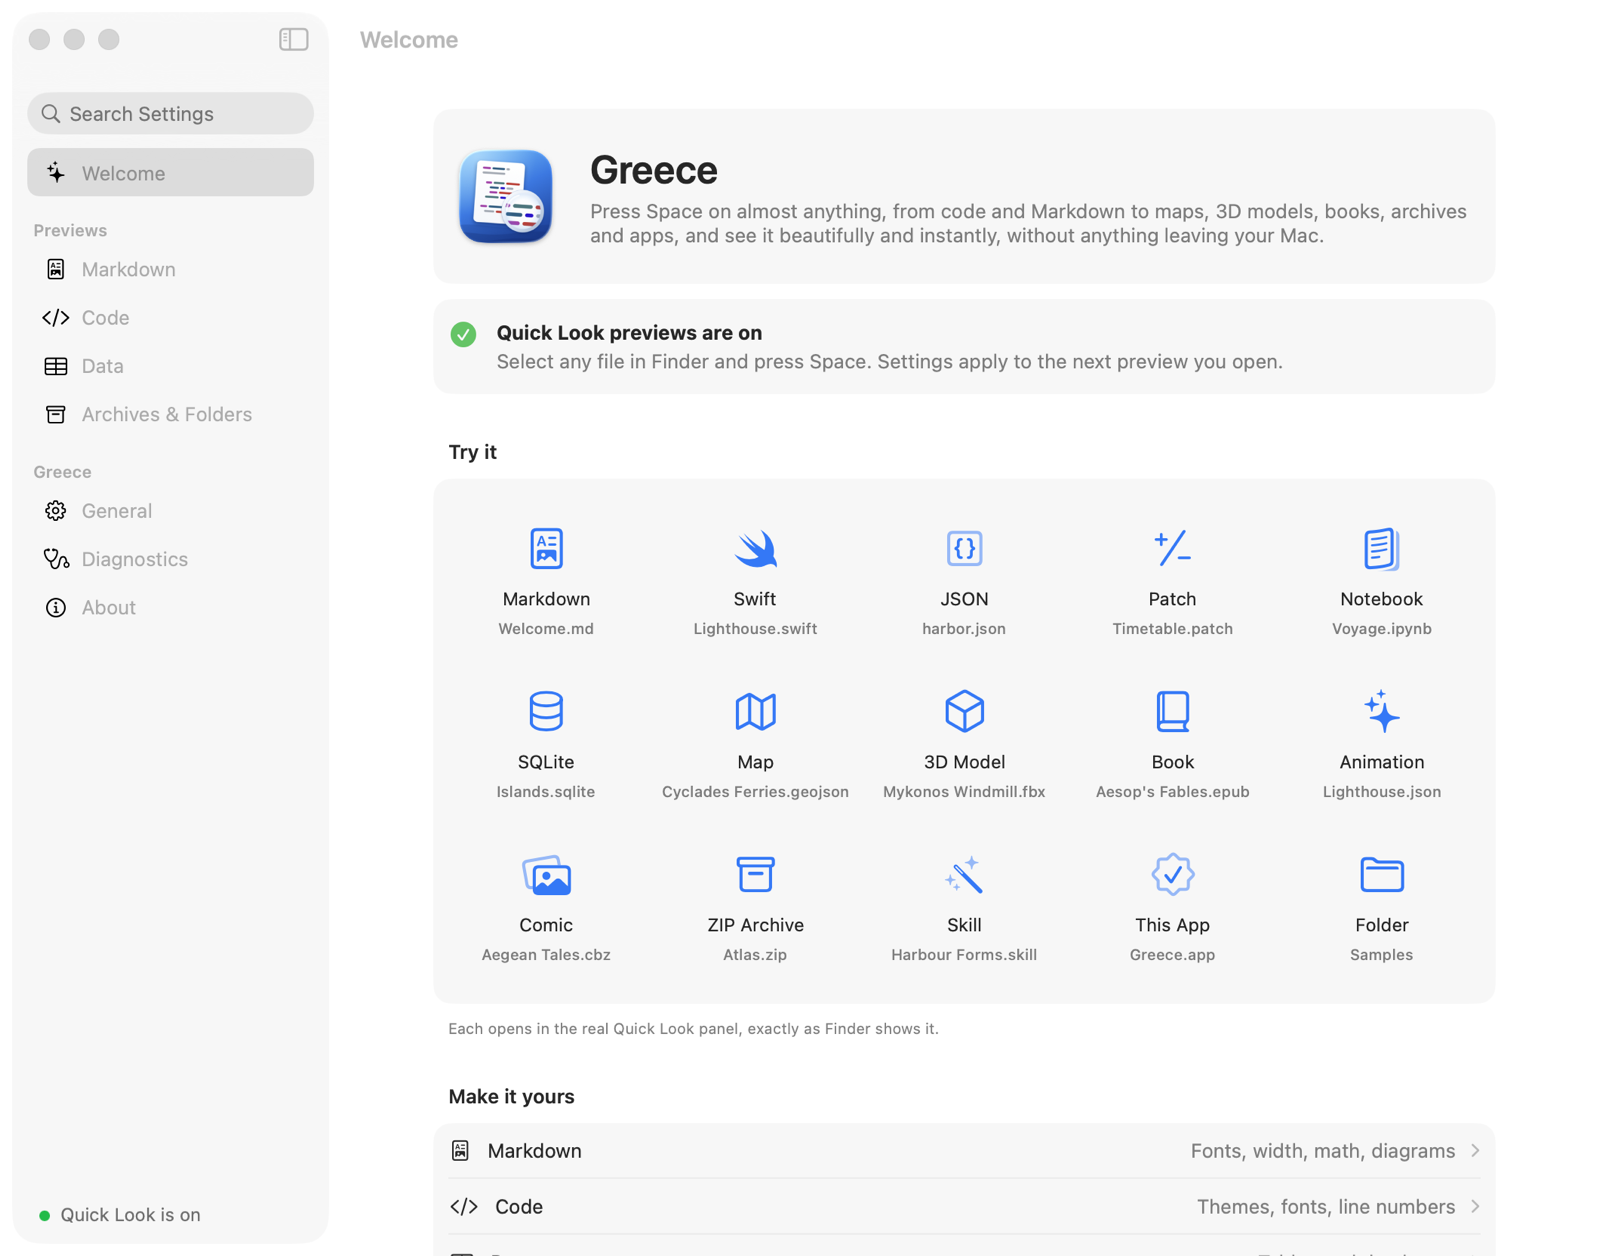 Welcome
Search Settings
Welcome
Previews
Markdown
Code
Data
Archives & Folders
Greece
General
Diagnostics
About
Quick Look is on
Greece
Press Space on almost anything, from code and Markdown to maps, 3D models, books, archives
and apps, and see it beautifully and instantly, without anything leaving your Mac.
Quick Look previews are on
Select any file in Finder and press Space. Settings apply to the next preview you open.
Try it
Markdown
Welcome.md
Swift
Lighthouse.swift
JSON
harbor.json
Patch
Timetable.patch
Notebook
Voyage.ipynb
SQLite
Islands.sqlite
Map
Cyclades Ferries.geojson
3D Model
Mykonos Windmill.fbx
Book
Aesop's Fables.epub
Animation
Lighthouse.json
Comic
Aegean Tales.cbz
ZIP Archive
Atlas.zip
Skill
Harbour Forms.skill
This App
Greece.app
Folder
Samples
Each opens in the real Quick Look panel, exactly as Finder shows it.
Make it yours
Markdown
Fonts, width, math, diagrams
Code
Themes, fonts, line numbers